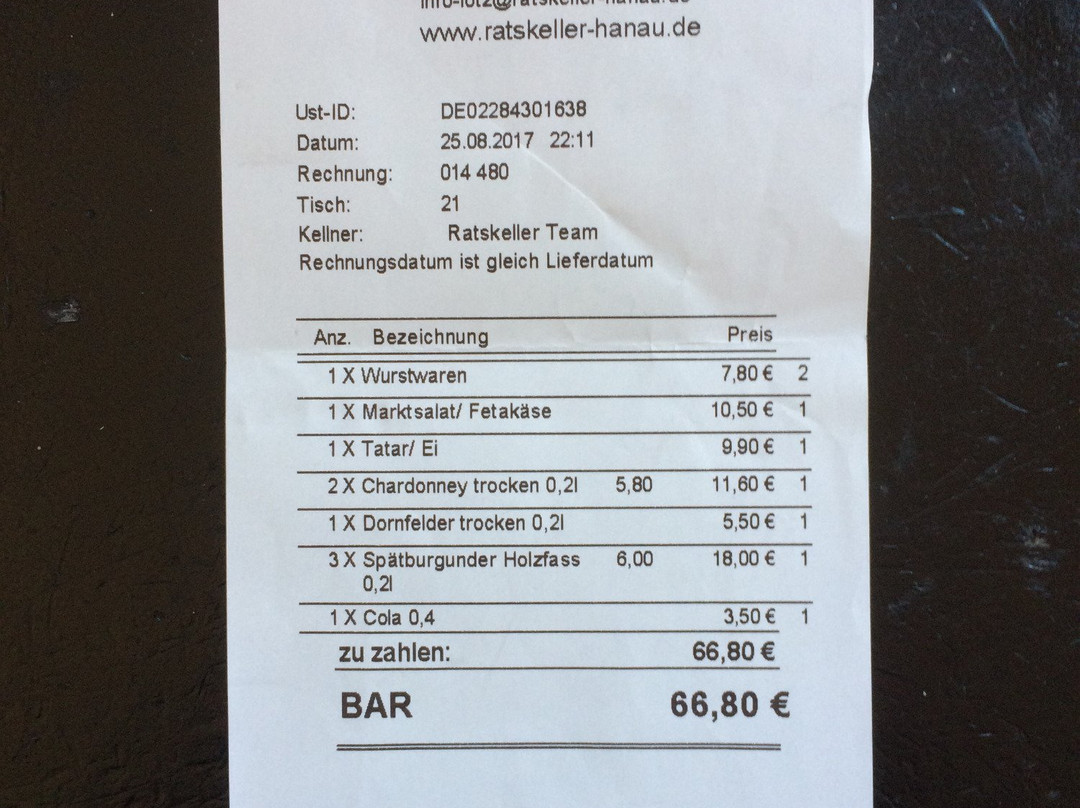 www.ratskeller-hanau.de
Ust-ID: DE02284301638
Datum: 25.08.2017 22:11
Rechnung: 014 480
Tisch: 21
Kellner: Ratskeller Team
Rechnungsdatum ist gleich Lieferdatum
Anz. Bezeichnung Preis
1 X Wurstwaren 7,80 € 2
1 X Marktsalat/ Fetakäse 10,50 € 1
1 X Tatar/ Ei 9,90 € 1
2 X Chardonney trocken 0,2l 5,80 11,60 € 1
1 X Dornfelder trocken 0,2l 5,50 € 1
3 X Spätburgunder Holzfass 6,00 18,00 € 1
0,2l
1 X Cola 0,4 3,50 € 1
zu zahlen: 66,80 €
BAR 66,80 €